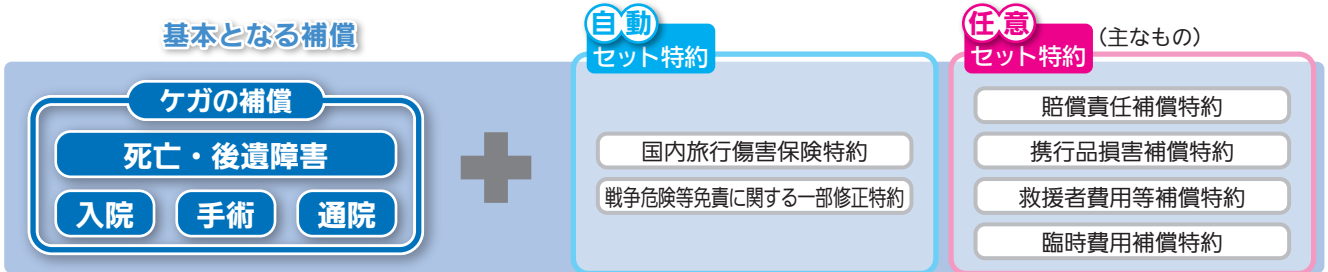 基本となる補償
ケガの補償
死亡・後遺障害
入院 手術 通院
自動
セット特約
国内旅行傷害保険特約
戦争危険等免責に関する一部修正特約
任意
セット特約
(主なもの)
賠償責任補償特約
携行品損害補償特約
救援者費用等補償特約
臨時費用補償特約